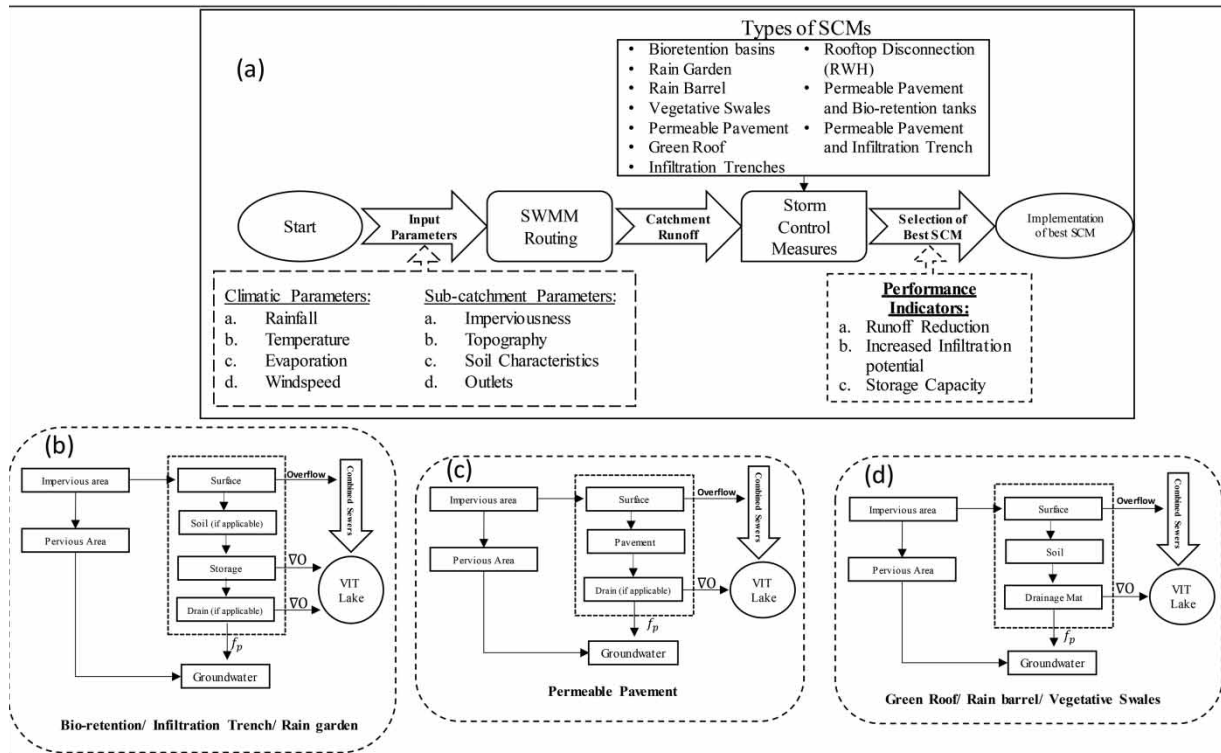 (a)
Types of SCMs
• Bioretention basins
• Rain Garden
• Rain Barrel
• Vegetative Swales
• Permeable Pavement
• Green Roof
• Infiltration Trenches
• Rooftop Disconnection
(RWH)
• Permeable Pavement
and Bio-retention tanks
• Permeable Pavement
and Infiltration Trench
Start
Input
Parameters
SWMM
Routing
Catchment
Runoff
Storm
Control
Measures
Selection of
Best SCM
Implementation
of best SCM
Climatic Parameters:
a. Rainfall
b. Temperature
c. Evaporation
d. Windspeed
Sub-catchment Parameters:
a. Imperviousness
b. Topography
c. Soil Characteristics
d. Outlets
Performance
Indicators:
a. Runoff Reduction
b. Increased Infiltration
potential
c. Storage Capacity
(b)
Impervious area
Surface
Overflow
Combined Sewers
Soil (if applicable)
Pervious Area
Storage
∇O
VIT
Lake
Drain (if applicable)
∇O
f_p
Groundwater
Bio-retention/ Infiltration Trench/ Rain garden
(c)
Impervious area
Surface
Overflow
Combined Sewers
Pavement
Pervious Area
Drain (if applicable)
∇O
VIT
Lake
f_p
Groundwater
Permeable Pavement
(d)
Impervious area
Surface
Overflow
Combined Sewers
Soil
Pervious Area
Drainage Mat
∇O
VIT
Lake
f_p
Groundwater
Green Roof/ Rain barrel/ Vegetative Swales